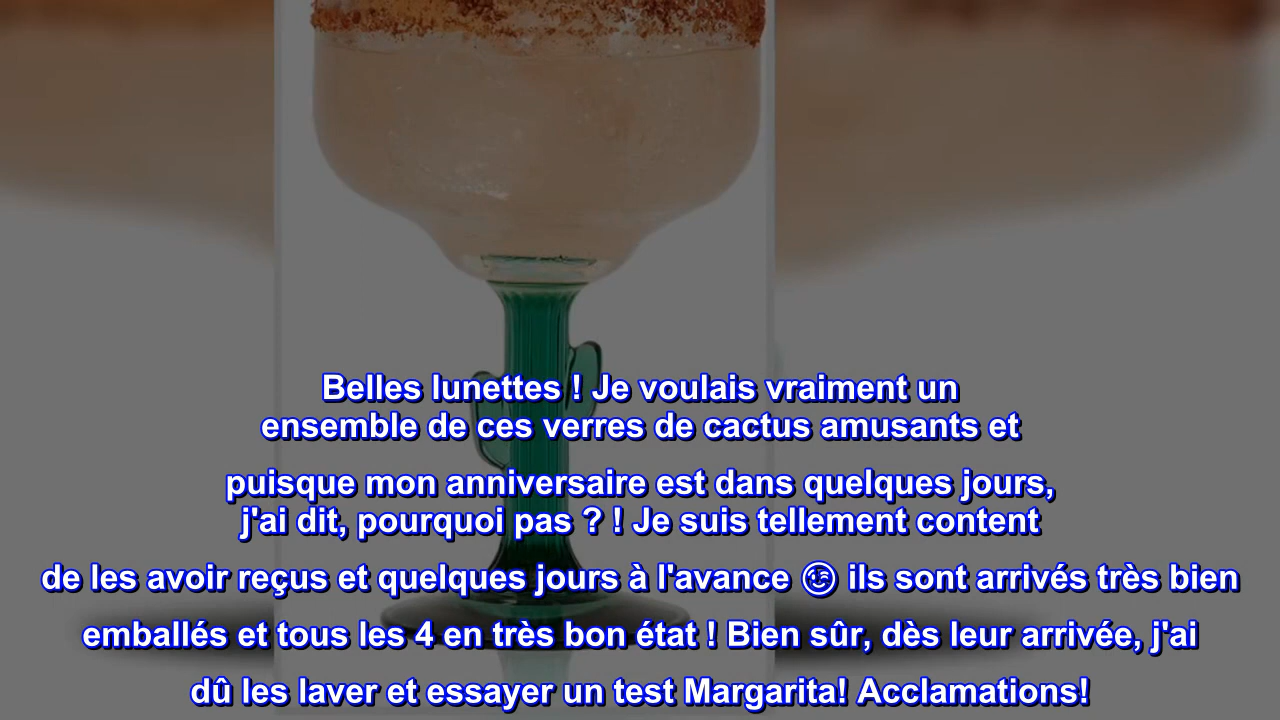 Belles lunettes ! Je voulais vraiment un
ensemble de ces verres de cactus amusants et
puisque mon anniversaire est dans quelques jours,
j'ai dit, pourquoi pas ? ! Je suis tellement content
de les avoir reçus et quelques jours à l'avance 😉 ils sont arrivés très bien
emballés et tous les 4 en très bon état ! Bien sûr, dès leur arrivée, j'ai
dû les laver et essayer un test Margarita! Acclamations!